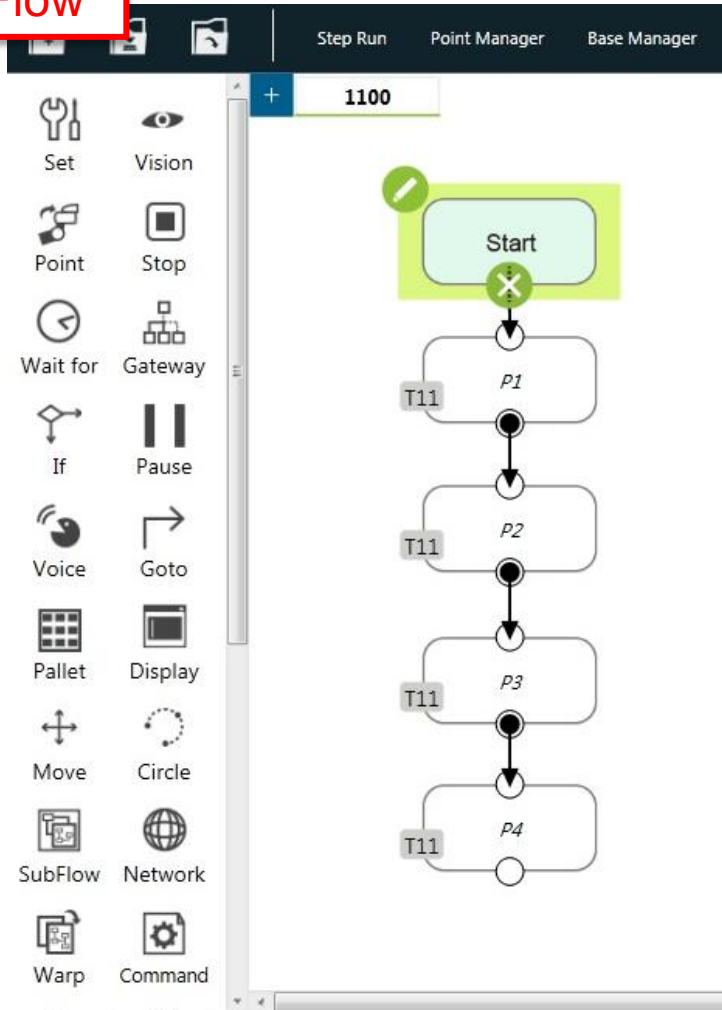 Flow
Step Run Point Manager Base Manager
+ 1100
Set Vision
Point Stop
Wait for Gateway
If Pause
Voice Goto
Pallet Display
Move Circle
SubFlow Network
Warp Command
Start
P1
T11
P2
T11
P3
T11
P4
T11